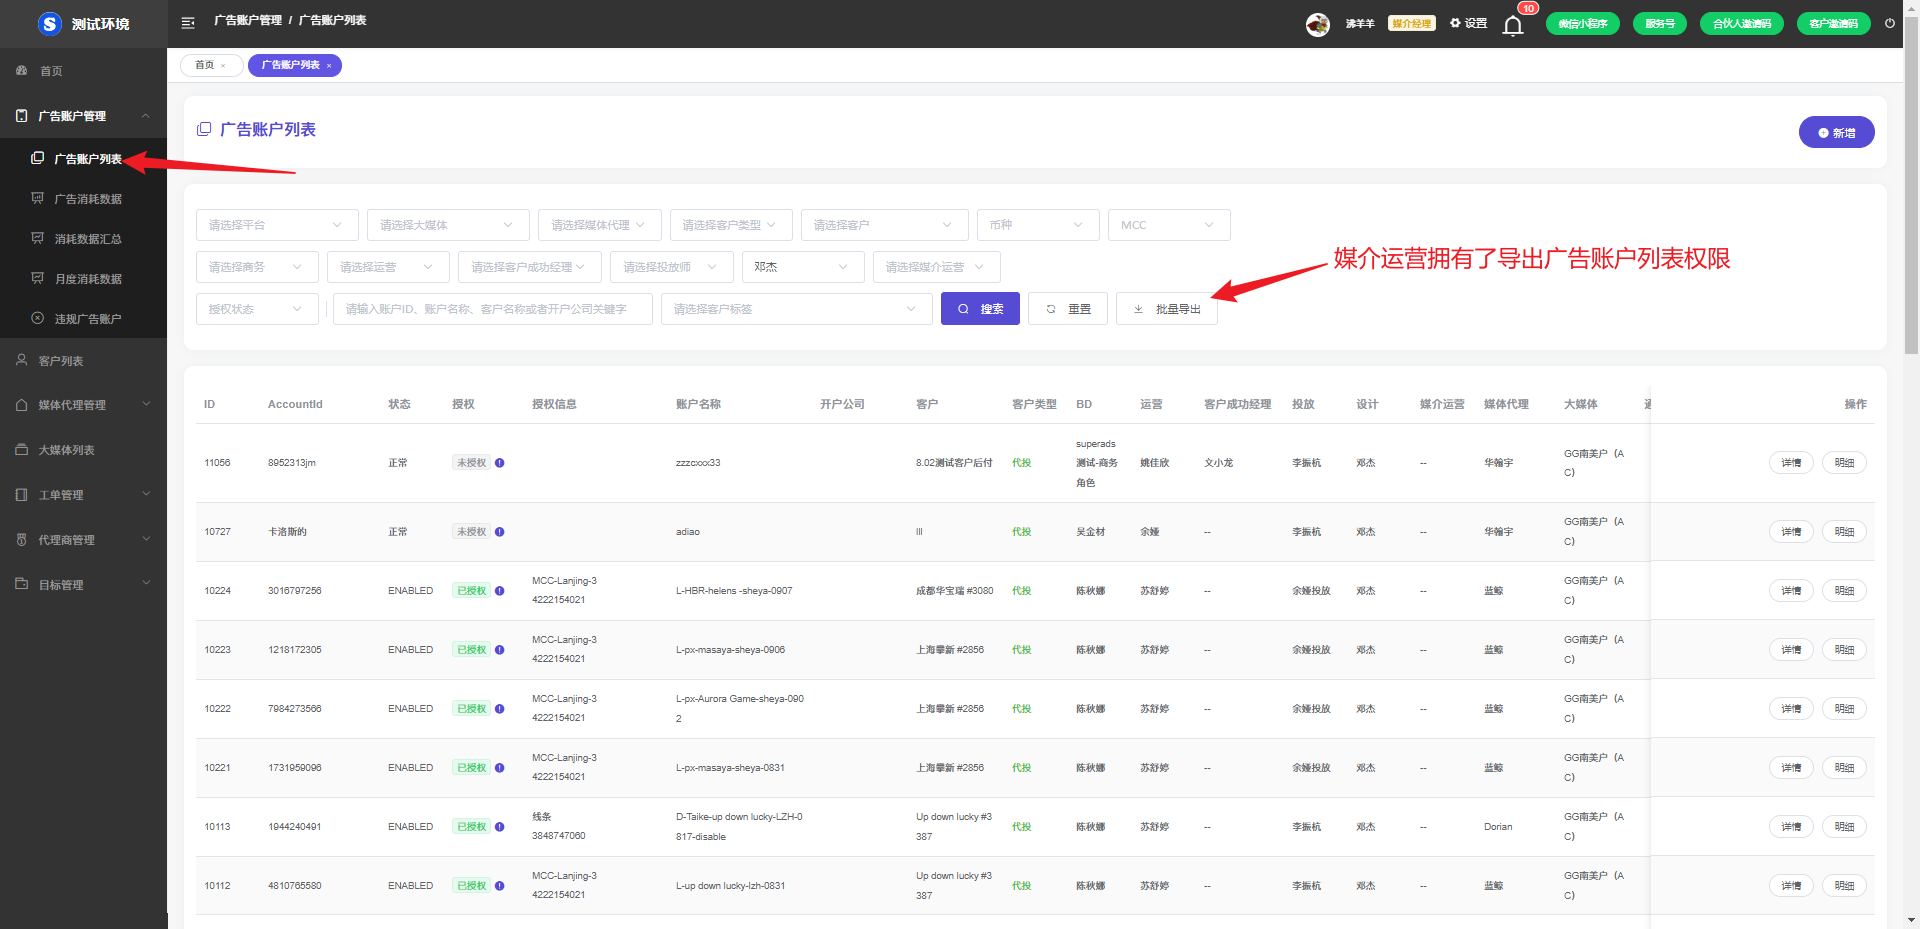 测试环境
广告账户管理 / 广告账户列表
沸羊羊 媒介经理 设置 10 微信小程序 服务号 合伙人邀请码 客户邀请码
首页 × 广告账户列表 ×
首页
广告账户管理
广告账户列表
广告消耗数据
消耗数据汇总
月度消耗数据
违规广告账户
客户列表
媒体代理管理
大媒体列表
工单管理
代理商管理
目标管理
广告账户列表
新增
请选择平台 请选择大媒体 请选择媒体代理 请选择客户类型 请选择客户 币种 MCC
请选择商务 请选择运营 请选择客户成功经理 请选择投放师 邓杰 请选择媒介运营
授权状态 请输入账户ID、账户名称、客户名称或者开户公司关键字 请选择客户标签 搜索 重置 批量导出
媒介运营拥有了导出广告账户列表权限
ID AccountId 状态 授权 授权信息 账户名称 开户公司 客户 客户类型 BD 运营 客户成功经理 投放 设计 媒介运营 媒体代理 大媒体 操作
11056 8952313jm 正常 未授权 zzzcxxx33 8.02测试客户后付 代投 superads测试-商务角色 姚佳欣 文小龙 李振杭 邓杰 -- 华翰宇 GG南美户（AC） 详情 明细
10727 卡洛斯的 正常 未授权 adiao lll 代投 吴金材 余娅 -- 李振杭 邓杰 -- 华翰宇 GG南美户（AC） 详情 明细
10224 3016797256 ENABLED 已授权 MCC-Lanjing-3 4222154021 L-HBR-helens -sheya-0907 成都华宝瑞 #3080 代投 陈秋娜 苏舒婷 -- 余娅投放 邓杰 -- 蓝鲸 GG南美户（AC） 详情 明细
10223 1218172305 ENABLED 已授权 MCC-Lanjing-3 4222154021 L-px-masaya-sheya-0906 上海攀新 #2856 代投 陈秋娜 苏舒婷 -- 余娅投放 邓杰 -- 蓝鲸 GG南美户（AC） 详情 明细
10222 7984273566 ENABLED 已授权 MCC-Lanjing-3 4222154021 L-px-Aurora Game-sheya-0902 上海攀新 #2856 代投 陈秋娜 苏舒婷 -- 余娅投放 邓杰 -- 蓝鲸 GG南美户（AC） 详情 明细
10221 1731959096 ENABLED 已授权 MCC-Lanjing-3 4222154021 L-px-masaya-sheya-0831 上海攀新 #2856 代投 陈秋娜 苏舒婷 -- 余娅投放 邓杰 -- 蓝鲸 GG南美户（AC） 详情 明细
10113 1944240491 ENABLED 已授权 线条 3848747060 D-Taike-up down lucky-LZH-0817-disable Up down lucky #3387 代投 陈秋娜 苏舒婷 -- 李振杭 邓杰 -- Dorian GG南美户（AC） 详情 明细
10112 4810765580 ENABLED 已授权 MCC-Lanjing-3 4222154021 L-up down lucky-lzh-0831 Up down lucky #3387 代投 陈秋娜 苏舒婷 -- 李振杭 邓杰 -- 蓝鲸 GG南美户（AC） 详情 明细